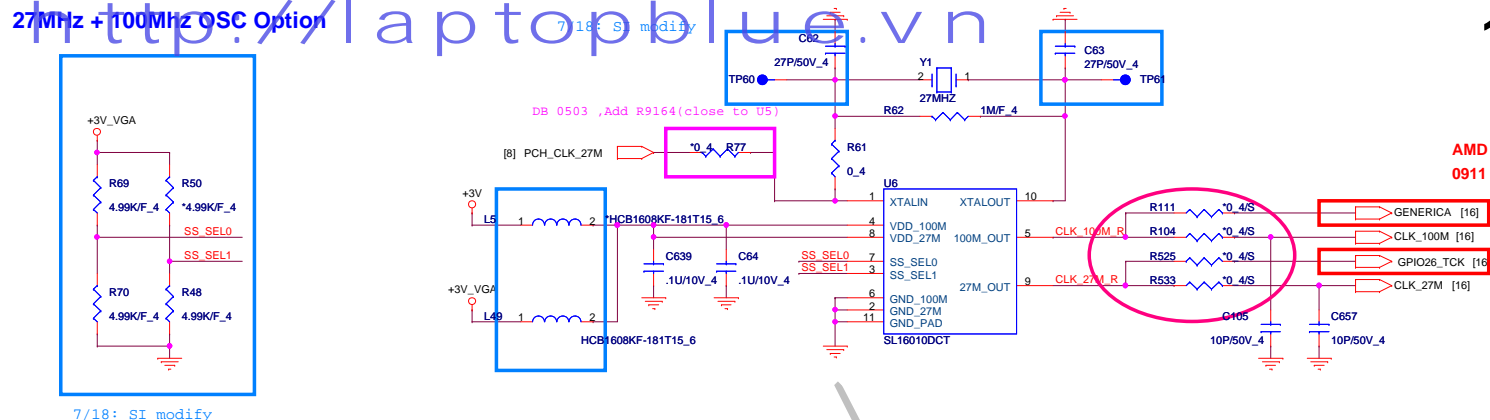 27MHz + 100Mhz OSC Option
http://laptopblue.vn
7/18: SI modify
C62
27P/50V_4
TP60
Y1
2
1
27MHZ
C63
27P/50V_4
TP61
R62
1M/F_4
DB 0503 ,Add R9164(close to U5)
[8] PCH_CLK_27M
*0_4
R77
R61
0_4
+3V_VGA
R69
4.99K/F_4
R50
*4.99K/F_4
SS_SEL0
SS_SEL1
R70
4.99K/F_4
R48
4.99K/F_4
7/18: SI modify
+3V
L5
1
2
*HCB1608KF-181T15_6
+3V_VGA
L49
1
2
HCB1608KF-181T15_6
C639
.1U/10V_4
C64
.1U/10V_4
SS_SEL0
SS_SEL1
U6
1 XTALIN
XTALOUT 10
4 VDD_100M
8 VDD_27M
100M_OUT 5
7 SS_SEL0
3 SS_SEL1
27M_OUT 9
6 GND_100M
2 GND_27M
11 GND_PAD
SL16010DCT
CLK_100M_R
CLK_27M_R
R111 *0_4/S
R104 *0_4/S
R525 *0_4/S
R533 *0_4/S
AMD
0911
GENERICA [16]
CLK_100M [16]
GPIO26_TCK [16
CLK_27M [16]
C105
10P/50V_4
C657
10P/50V_4